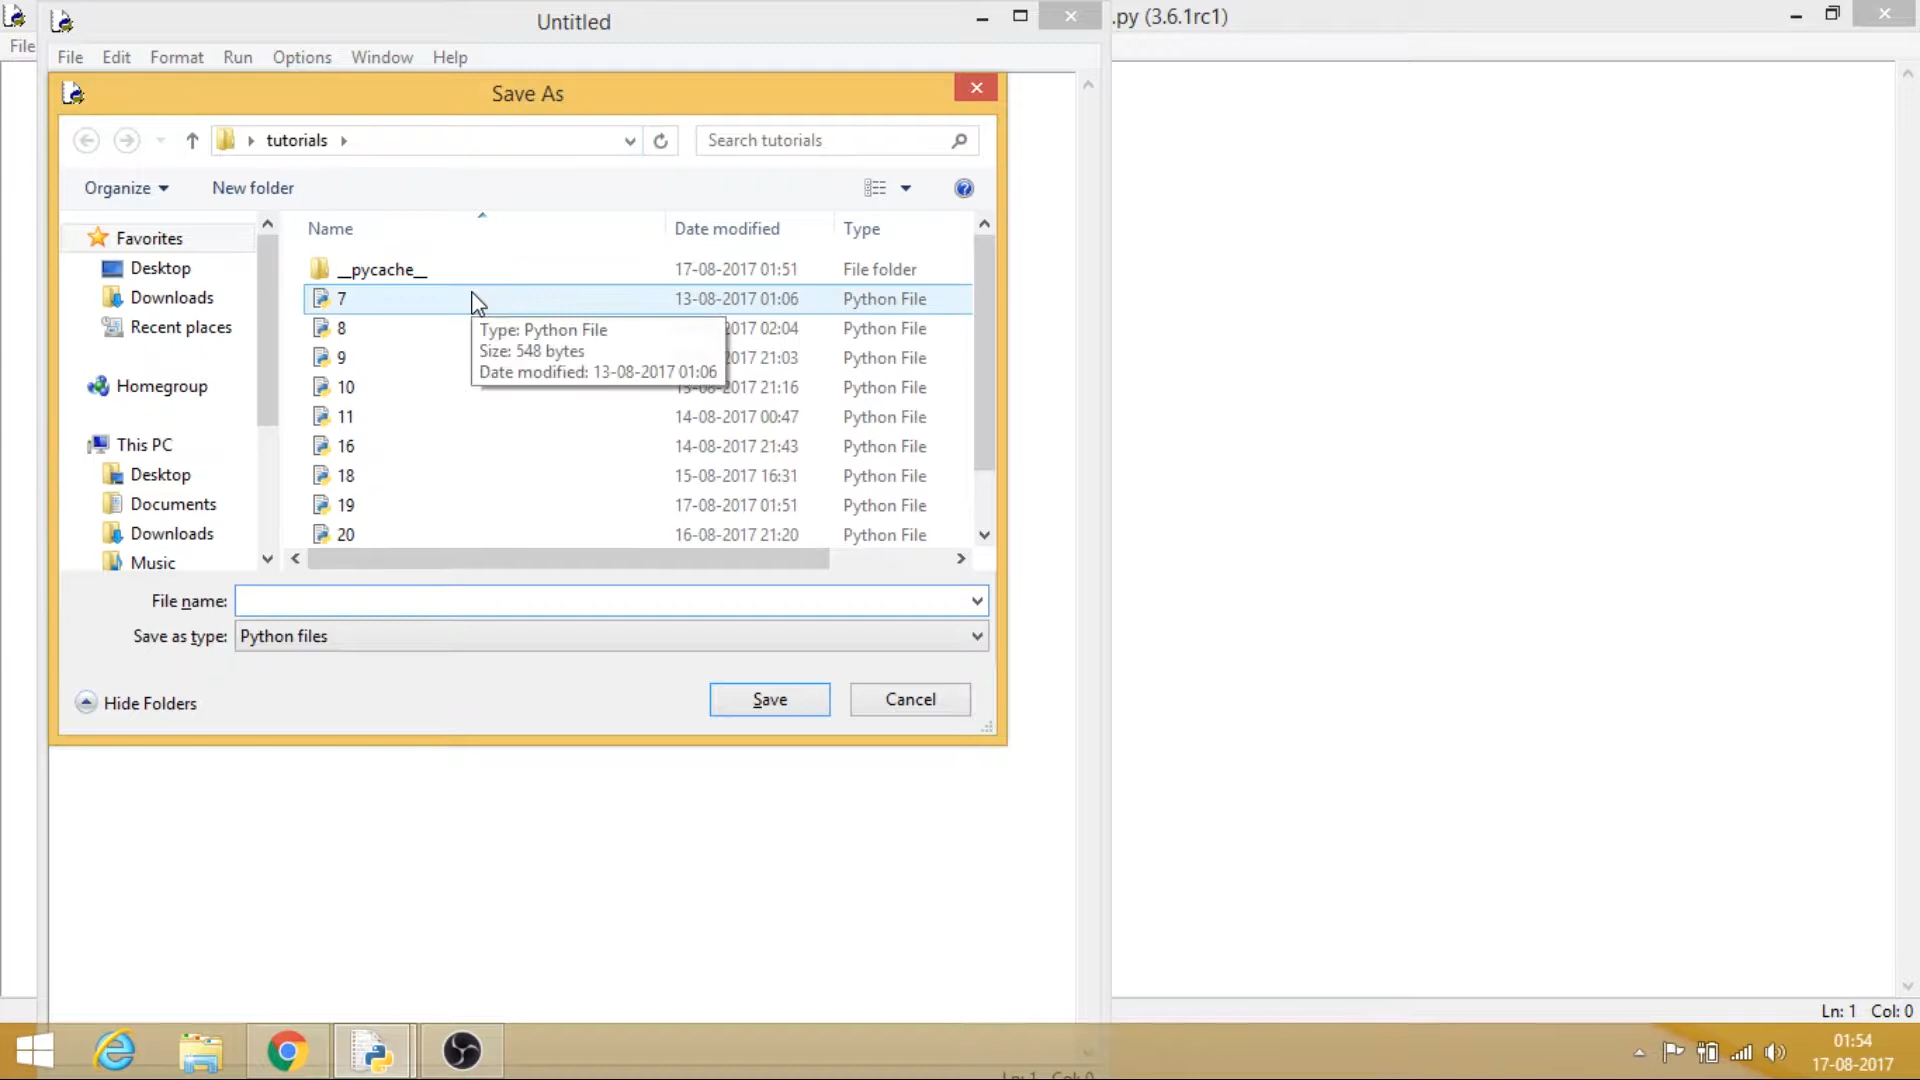 Untitled
.py (3.6.1rc1)
File
File Edit Format Run Options Window Help
Save As
tutorials
Search tutorials
Organize New folder
Name Date modified Type
Favorites
Desktop
Downloads
Recent places
Homegroup
This PC
Desktop
Documents
Downloads
Music
__pycache__ 17-08-2017 01:51 File folder
7 13-08-2017 01:06 Python File
8 2017 02:04 Python File
9 2017 21:03 Python File
10 21:16 Python File
11 14-08-2017 00:47 Python File
16 14-08-2017 21:43 Python File
18 15-08-2017 16:31 Python File
19 17-08-2017 01:51 Python File
20 16-08-2017 21:20 Python File
Type: Python File
Size: 548 bytes
Date modified: 13-08-2017 01:06
File name:
Save as type: Python files
Hide Folders
Save Cancel
Ln: 1 Col: 0
01:54
17-08-2017